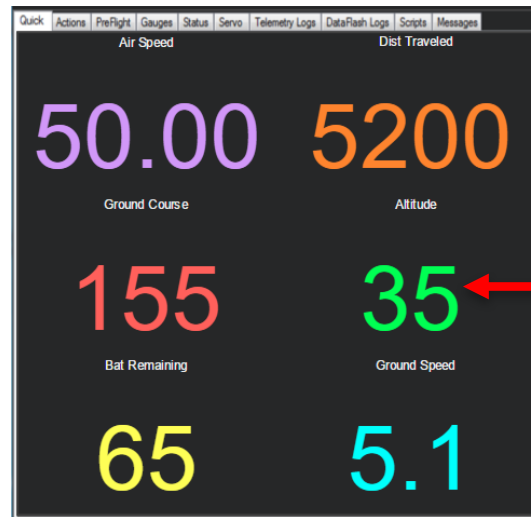 Quick Actions PreFlight Gauges Status Servo Telemetry Logs DataFlash Logs Scripts Messages
Air Speed Dist Traveled
50.00 5200
Ground Course Altitude
155 35
Bat Remaining Ground Speed
65 5.1